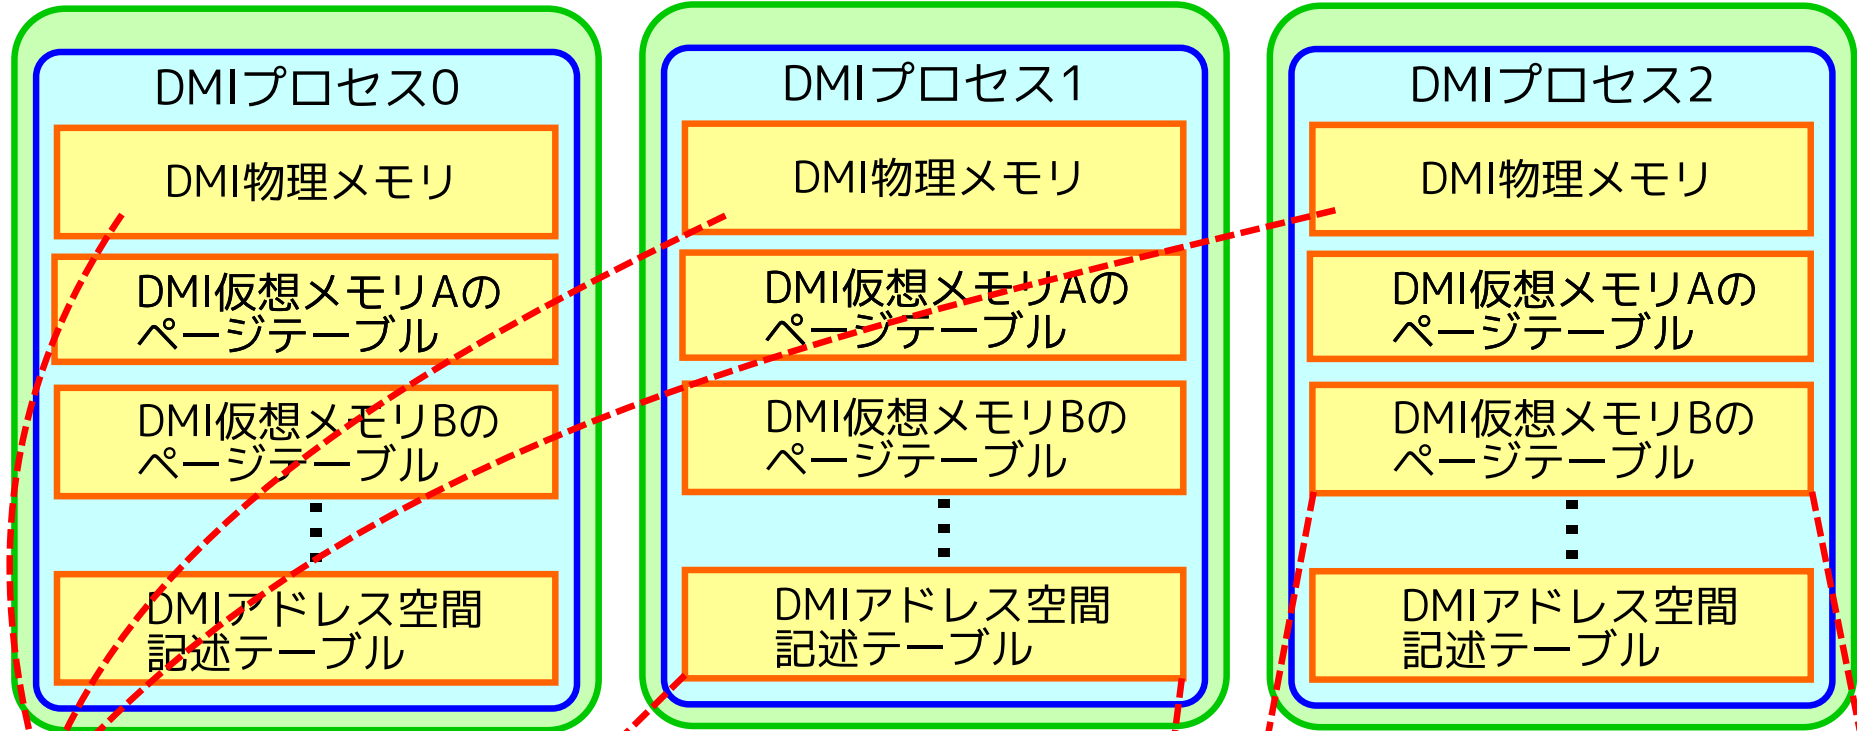 DMIプロセス0
DMI物理メモリ
DMI仮想メモリAの
ページテーブル
DMI仮想メモリBの
ページテーブル
DMIアドレス空間
記述テーブル
DMIプロセス1
DMI物理メモリ
DMI仮想メモリAの
ページテーブル
DMI仮想メモリBの
ページテーブル
DMIアドレス空間
記述テーブル
DMIプロセス2
DMI物理メモリ
DMI仮想メモリAの
ページテーブル
DMI仮想メモリBの
ページテーブル
DMIアドレス空間
記述テーブル